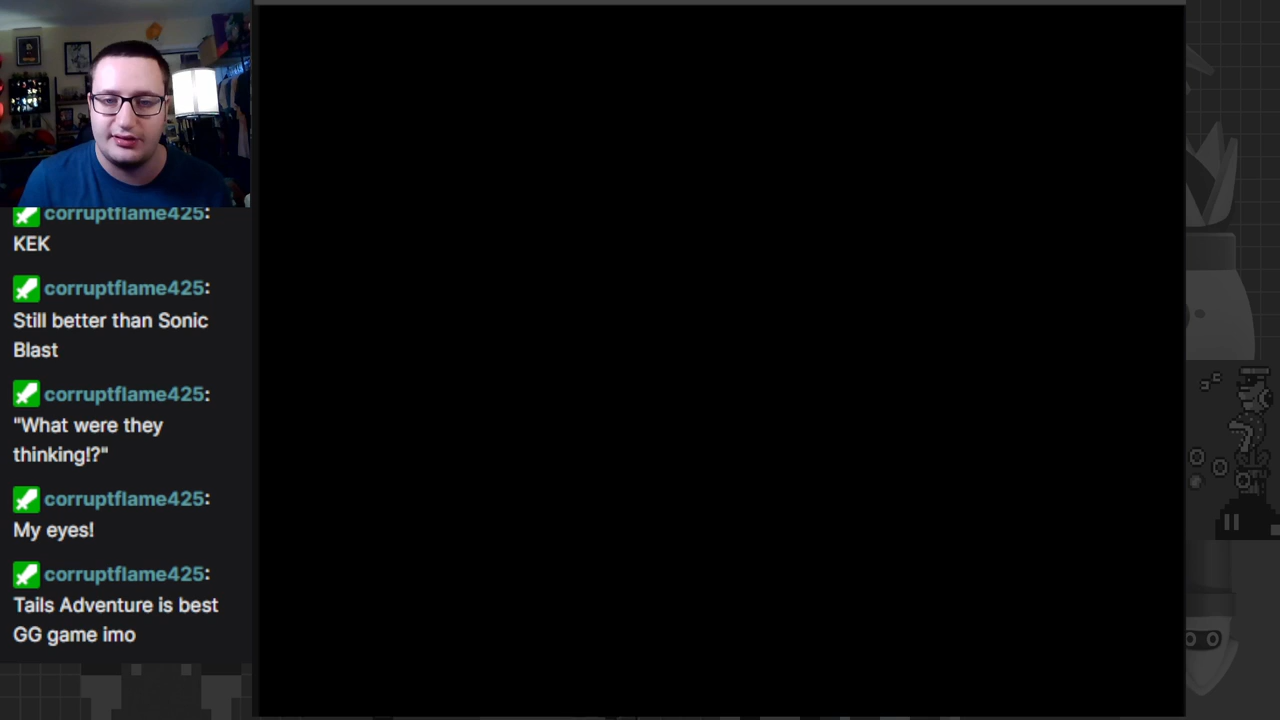 corruptflame425:
KEK
corruptflame425:
Still better than Sonic
Blast
corruptflame425:
"What were they
thinking!?"
corruptflame425:
My eyes!
corruptflame425:
Tails Adventure is best
GG game imo